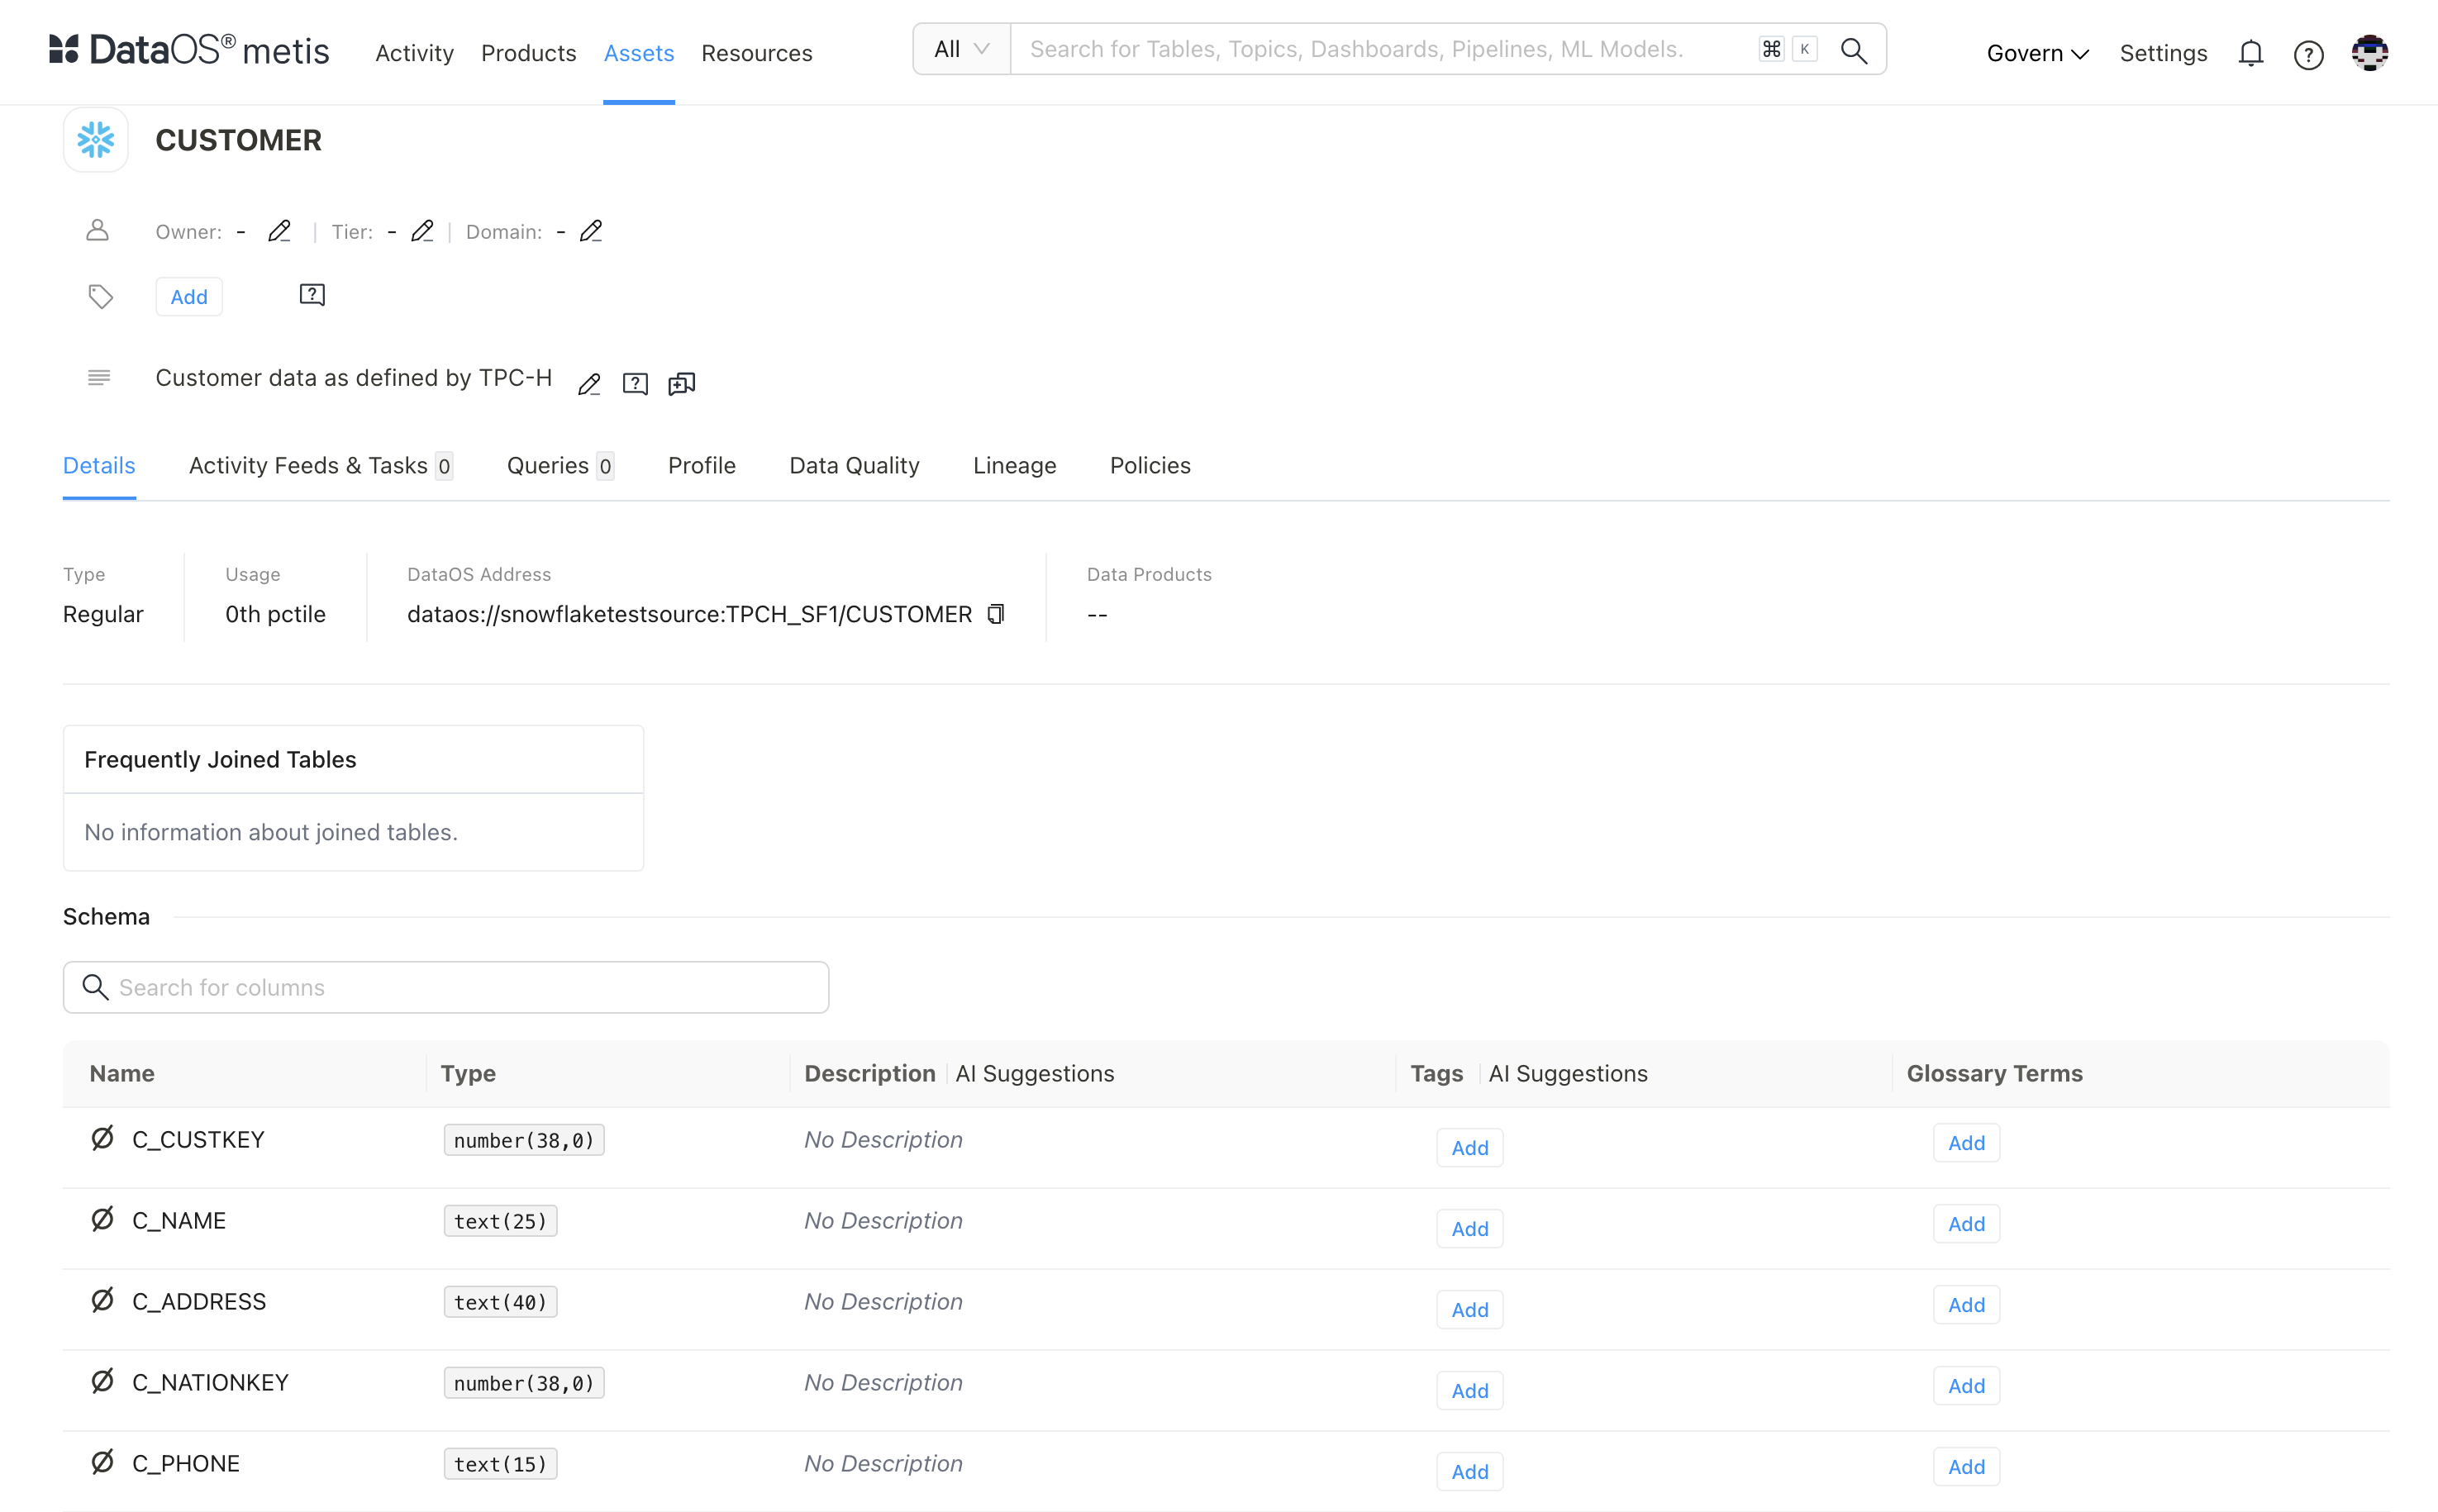 DataOS® metis Activity Products Assets Resources All Search for Tables, Topics, Dashboards, Pipelines, ML Models. ⌘ K Govern Settings ?
CUSTOMER
Owner: - | Tier: - | Domain: -
Add ?
Customer data as defined by TPC-H ?
Details Activity Feeds & Tasks 0 Queries 0 Profile Data Quality Lineage Policies
Type Usage DataOS Address Data Products
Regular 0th pctile dataos://snowflaketestsource:TPCH_SF1/CUSTOMER --
Frequently Joined Tables
No information about joined tables.
Schema
Search for columns
Name Type Description | AI Suggestions Tags | AI Suggestions Glossary Terms
C_CUSTKEY number(38,0) No Description Add Add
C_NAME text(25) No Description Add Add
C_ADDRESS text(40) No Description Add Add
C_NATIONKEY number(38,0) No Description Add Add
C_PHONE text(15) No Description Add Add